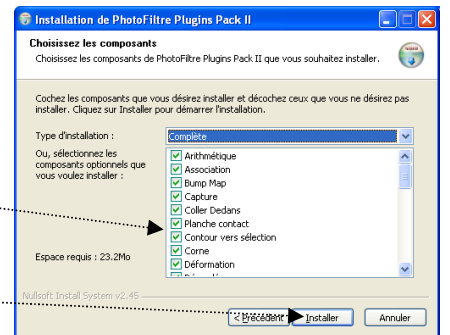 Installation de PhotoFiltre Plugins Pack II
Choisissez les composants
Choisissez les composants de PhotoFiltre Plugins Pack II que vous souhaitez installer.
Cochez les composants que vous désirez installer et décochez ceux que vous ne désirez pas
installer. Cliquez sur Installer pour démarrer l'installation.
Type d'installation :
Complète
Ou, sélectionnez les
composants optionnels que
vous voulez installer :
Arithmétique
Association
Bump Map
Capture
Coller Dedans
Planche contact
Contour vers sélection
Corne
Déformation
Espace requis : 23.2Mo
Nullsoft Install System v2.45
< Précédent
Installer
Annuler